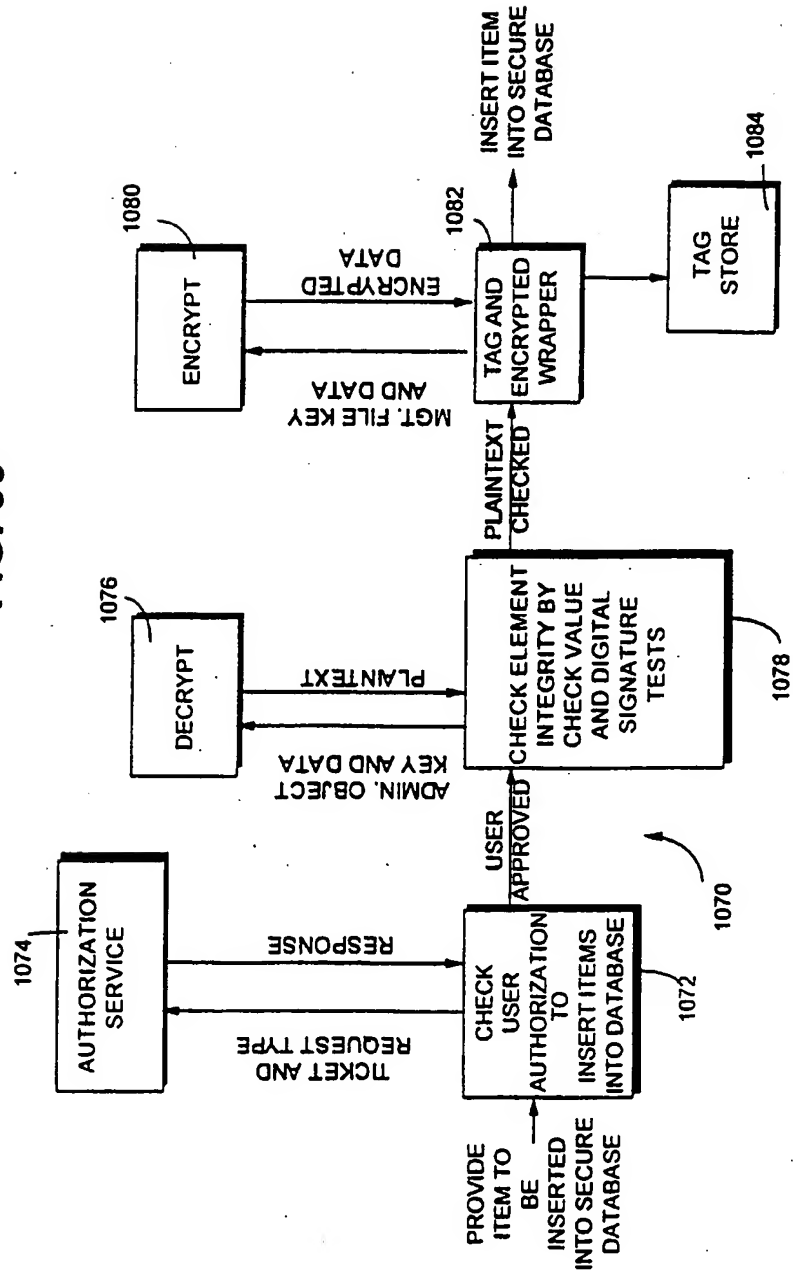 1074
AUTHORIZATION
SERVICE
TICKET AND
REQUEST TYPE
RESPONSE
PROVIDE
ITEM TO
BE
INSERTED
INTO SECURE
DATABASE
CHECK
USER
AUTHORIZATION
TO
INSERT ITEMS
INTO DATABASE
1072
1070
USER
APPROVED
1076
DECRYPT
ADMIN. OBJECT
KEY AND DATA
PLAINTEXT
CHECK ELEMENT
INTEGRITY BY
CHECK VALUE
AND DIGITAL
SIGNATURE
TESTS
1078
PLAINTEXT
CHECKED
1080
ENCRYPT
MGT. FILE KEY
AND DATA
ENCRYPTED
DATA
1082
TAG AND
ENCRYPTED
WRAPPER
INSERT ITEM
INTO SECURE
DATABASE
TAG
STORE
1084